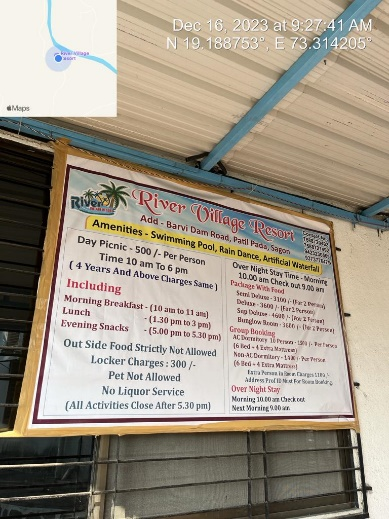 River Village
Resort
Maps
Dec 16, 2023 at 9:27:41 AM
N 19.188753°, E 73.314205°
River
River Village Resort
Add - Barvi Dam Road, Patil Pada, Sagon
Amenities - Swimming Pool, Rain Dance, Artificial Waterfall
Day Picnic - 500 /- Per Person
Time 10 am To 6 pm
( 4 Years And Above Charges Same )
Including
Morning Breakfast - (10 am to 11 am)
Lunch - (1.30 pm to 3 pm)
Evening Snacks - (5.00 pm to 5.30 pm)
Out Side Food Strictly Not Allowed
Locker Charges : 300 /-
Pet Not Allowed
No Liquor Service
(All Activities Close After 5.30 pm)
Over Night Stay Time - Morning
10.00 am Check out 9.00 am
Package With Food
Semi Deluxe - 3100 /- (For 2 Person)
Deluxe - 3600 /- (For 2 Person)
Sup Deluxe - 4600 /- (For 2 Person)
Bunglow Room - 3600 /- (For 2 Person)
Group Booking
AC Dormitory 10 Person - /- Per Person
(6 Bed + 4 Extra Mattress)
Non-AC Dormitory - /- Per Person
(6 Bed + 4 Extra Mattress)
Extra Person in Room Charges /-
Address Prof ID Must For Room Booking
Over Night Stay
Morning 10.00 am Check out
Next Morning 9.00 am